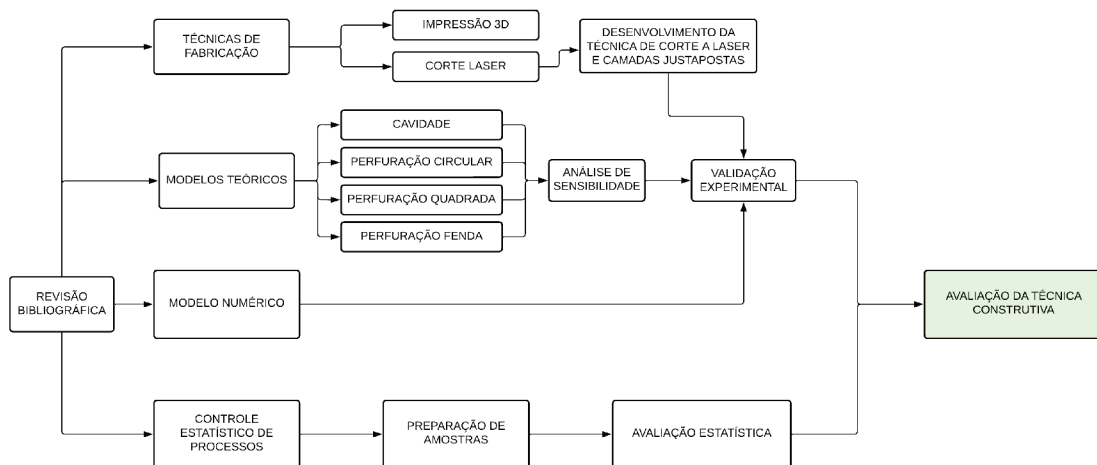 TÉCNICAS DE
FABRICAÇÃO
IMPRESSÃO 3D
CORTE LASER
DESENVOLVIMENTO DA
TÉCNICA DE CORTE A LASER
E CAMADAS JUSTAPOSTAS
MODELOS TEÓRICOS
CAVIDADE
PERFURAÇÃO CIRCULAR
PERFURAÇÃO QUADRADA
PERFURAÇÃO FENDA
ANÁLISE DE
SENSIBILIDADE
VALIDAÇÃO
EXPERIMENTAL
REVISÃO
BIBLIOGRÁFICA
MODELO NUMÉRICO
AVALIAÇÃO DA TÉCNICA
CONSTRUTIVA
CONTROLE
ESTATÍSTICO DE
PROCESSOS
PREPARAÇÃO DE
AMOSTRAS
AVALIAÇÃO ESTATÍSTICA